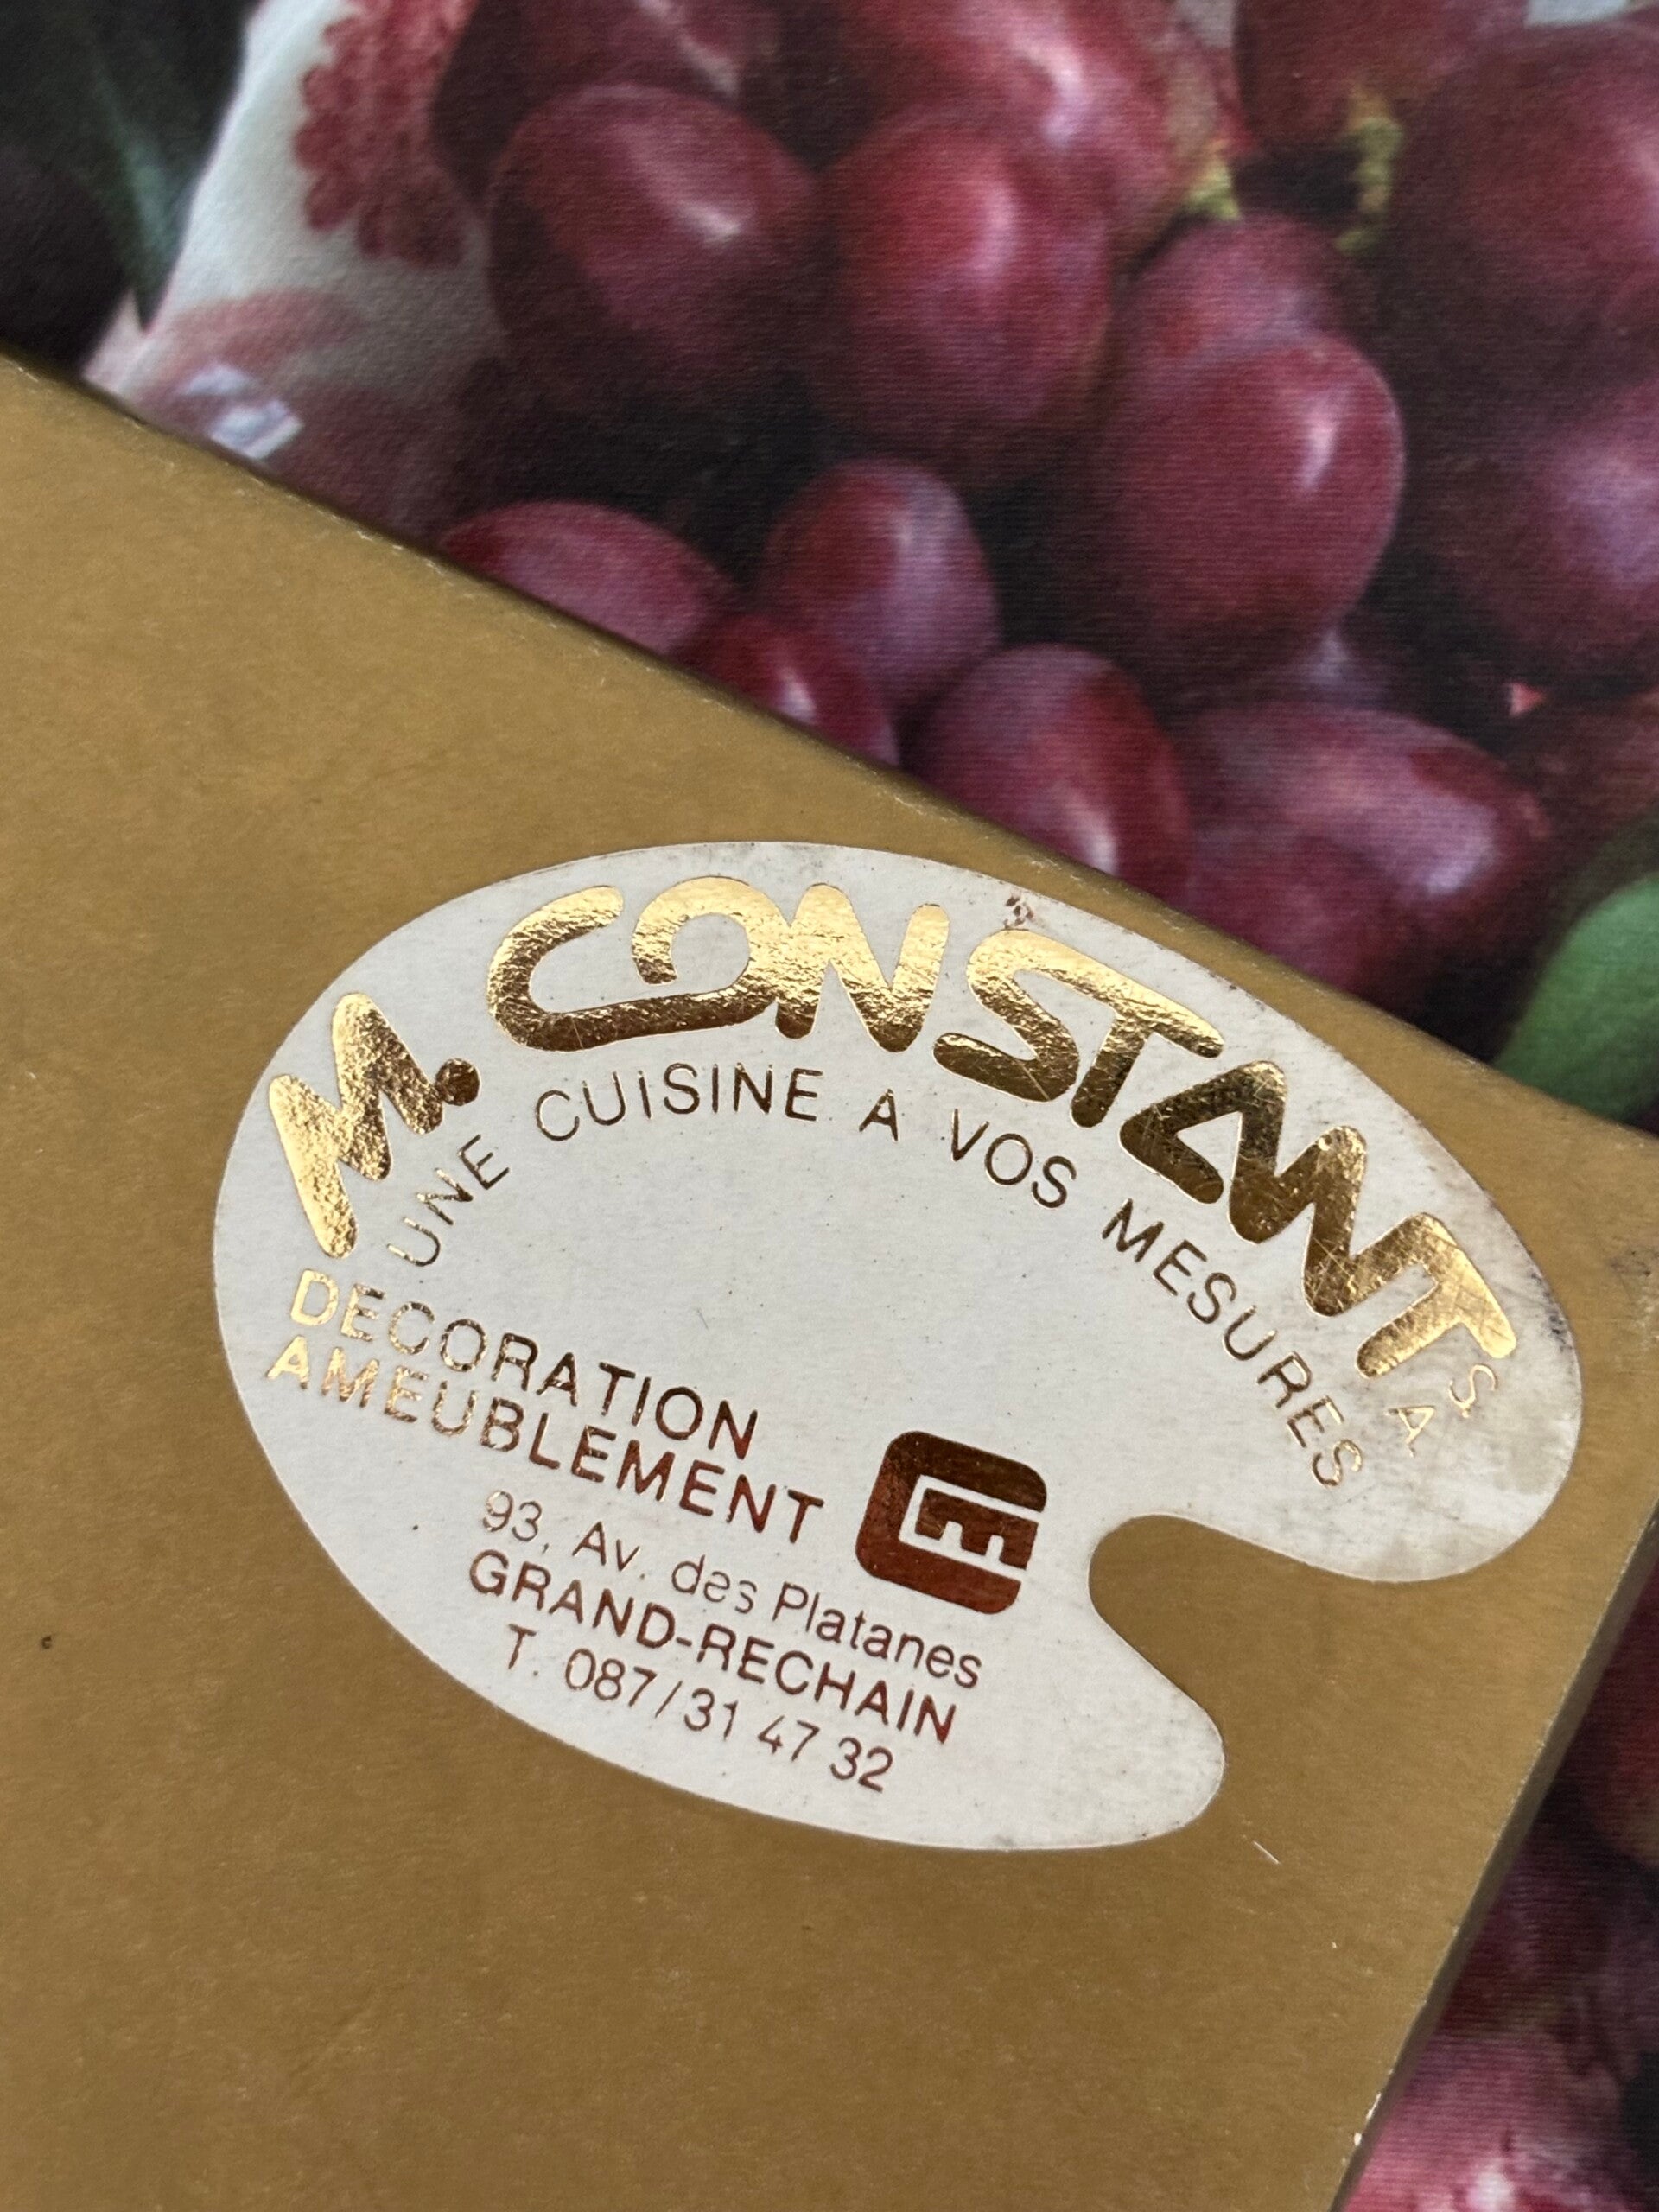 M. CONSTANT S.A
UNE CUISINE A VOS MESURES
DECORATION
AMEUBLEMENT
93, Av. des Platanes
GRAND-RECHAIN
T. 087/31 47 32